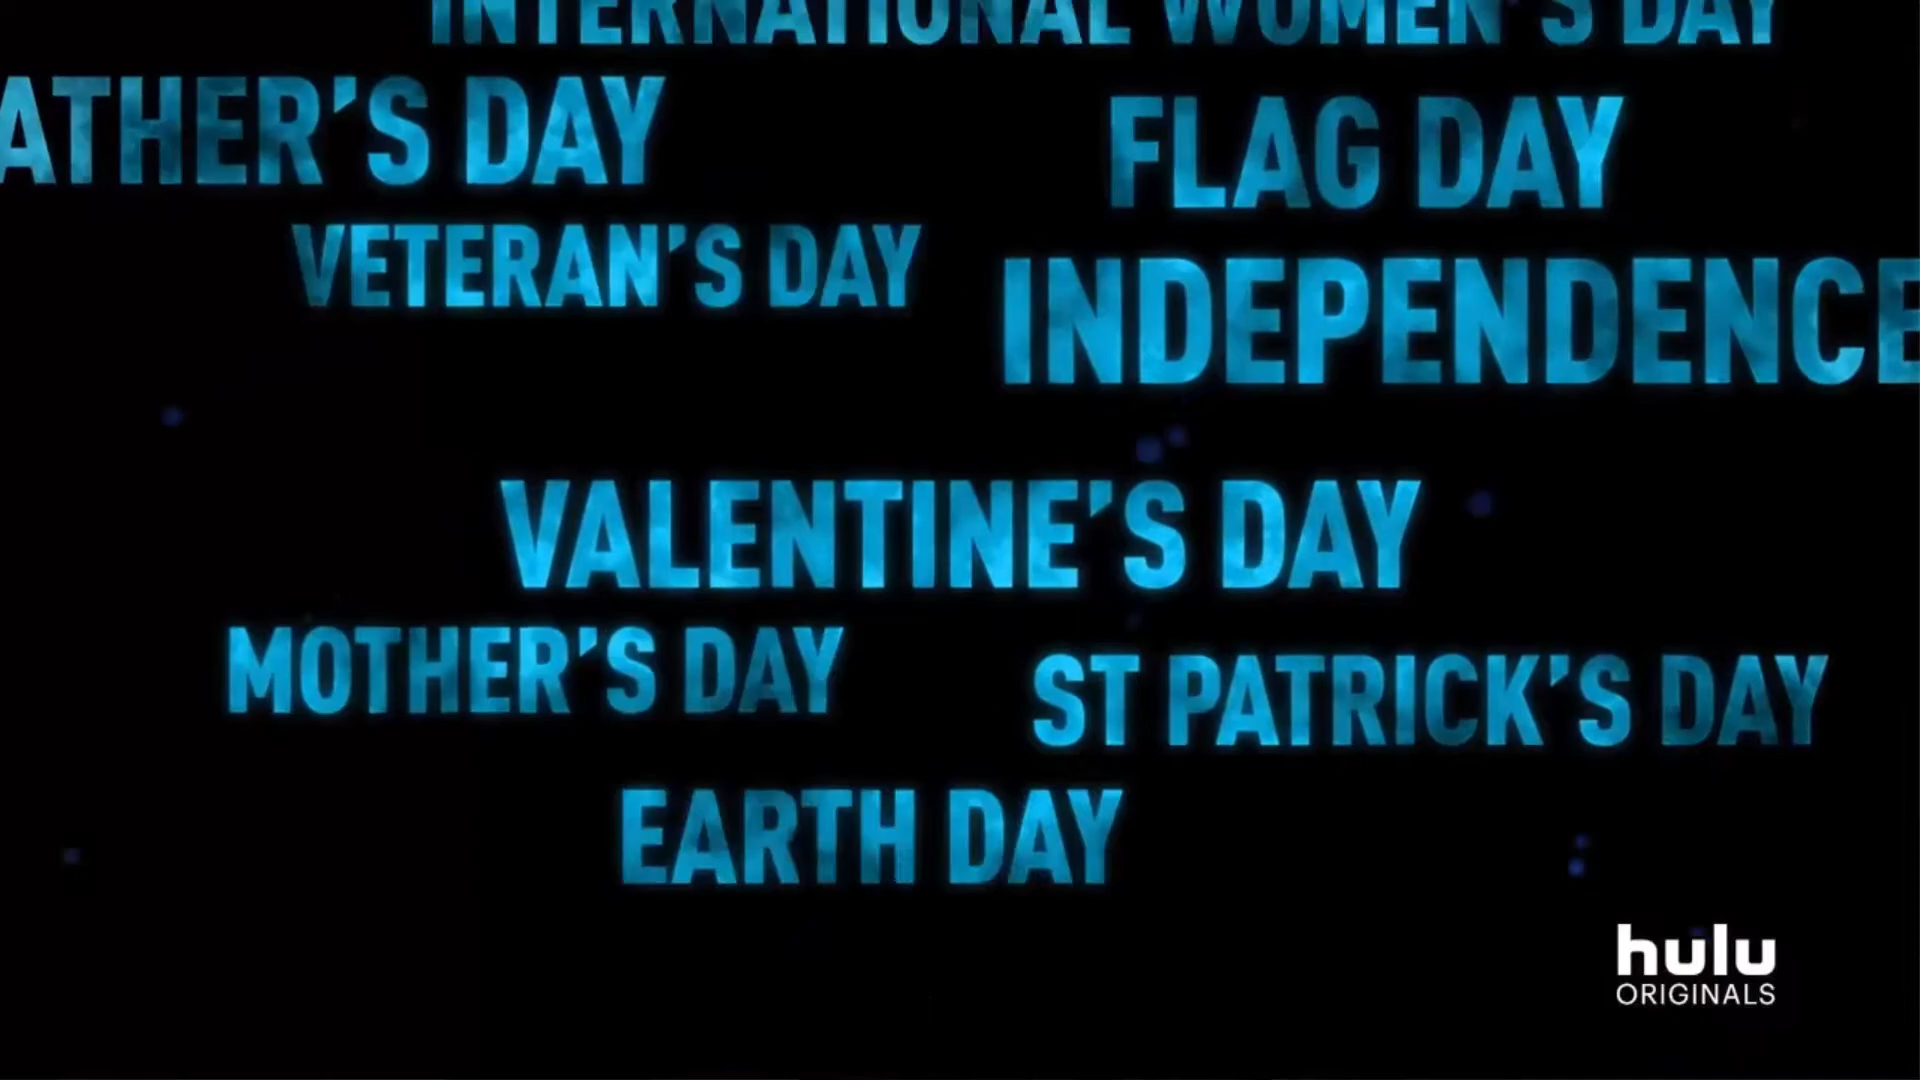 INTERNATIONAL WOMEN'S DAY
ATHER'S DAY
FLAG DAY
VETERAN'S DAY
INDEPENDENCE
VALENTINE'S DAY
MOTHER'S DAY
ST PATRICK'S DAY
EARTH DAY
hulu
ORIGINALS